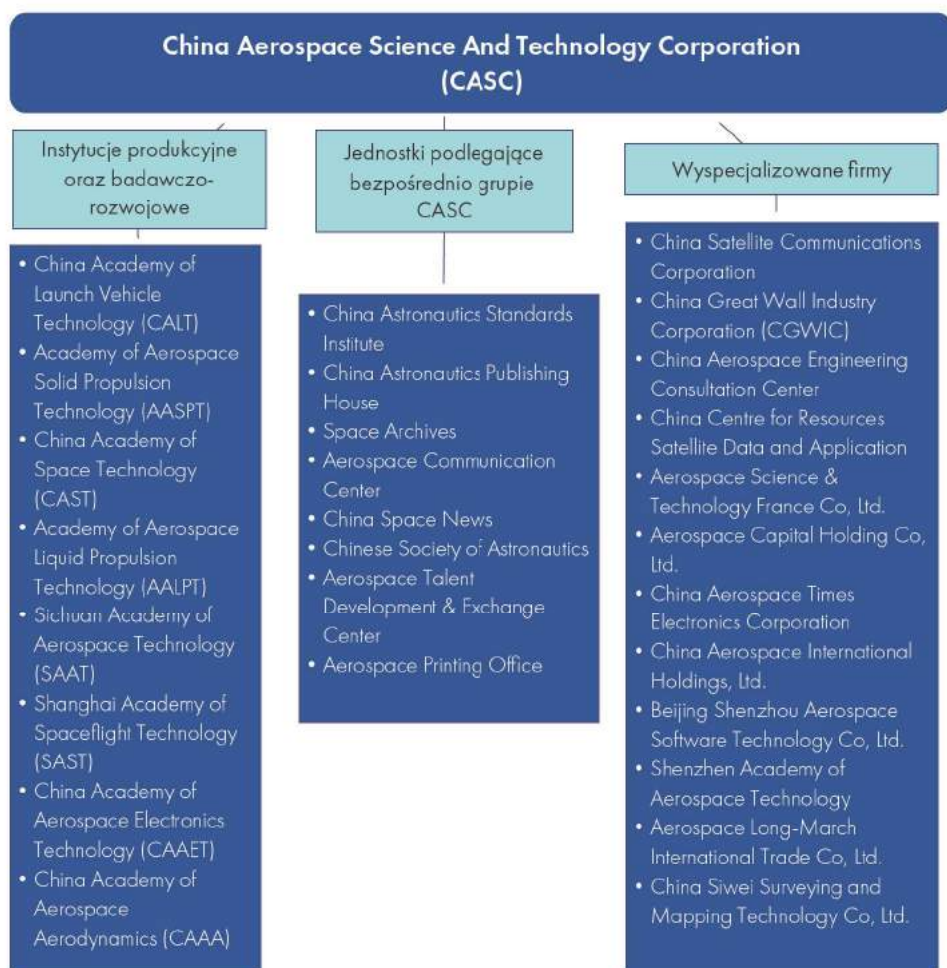 China Aerospace Science And Technology Corporation
(CASC)
Instytucje produkcyjne
oraz badawczo-
rozwojowe
• China Academy of
Launch Vehicle
Technology (CALT)
• Academy of Aerospace
Solid Propulsion
Technology (AASPT)
• China Academy of
Space Technology
(CAST)
• Academy of Aerospace
Liquid Propulsion
Technology (AALPT)
• Sichuan Academy of
Aerospace Technology
(SAAT)
• Shanghai Academy of
Spaceflight Technology
(SAST)
• China Academy of
Aerospace Electronics
Technology (CAAET)
• China Academy of
Aerospace
Aerodynamics (CAAA)
Jednostki podlegające
bezpośrednio grupie
CASC
• China Astronautics Standards
Institute
• China Astronautics Publishing
House
• Space Archives
• Aerospace Communication
Center
• China Space News
• Chinese Society of Astronautics
• Aerospace Talent
Development & Exchange
Center
• Aerospace Printing Office
Wyspecjalizowane firmy
• China Satellite Communications
Corporation
• China Great Wall Industry
Corporation (CGWIC)
• China Aerospace Engineering
Consultation Center
• China Centre for Resources
Satellite Data and Application
• Aerospace Science &
Technology France Co, Ltd.
• Aerospace Capital Holding Co,
Ltd.
• China Aerospace Times
Electronics Corporation
• China Aerospace International
Holdings, Ltd.
• Beijing Shenzhou Aerospace
Software Technology Co, Ltd.
• Shenzhen Academy of
Aerospace Technology
• Aerospace Long-March
International Trade Co, Ltd.
• China Siwei Surveying and
Mapping Technology Co, Ltd.